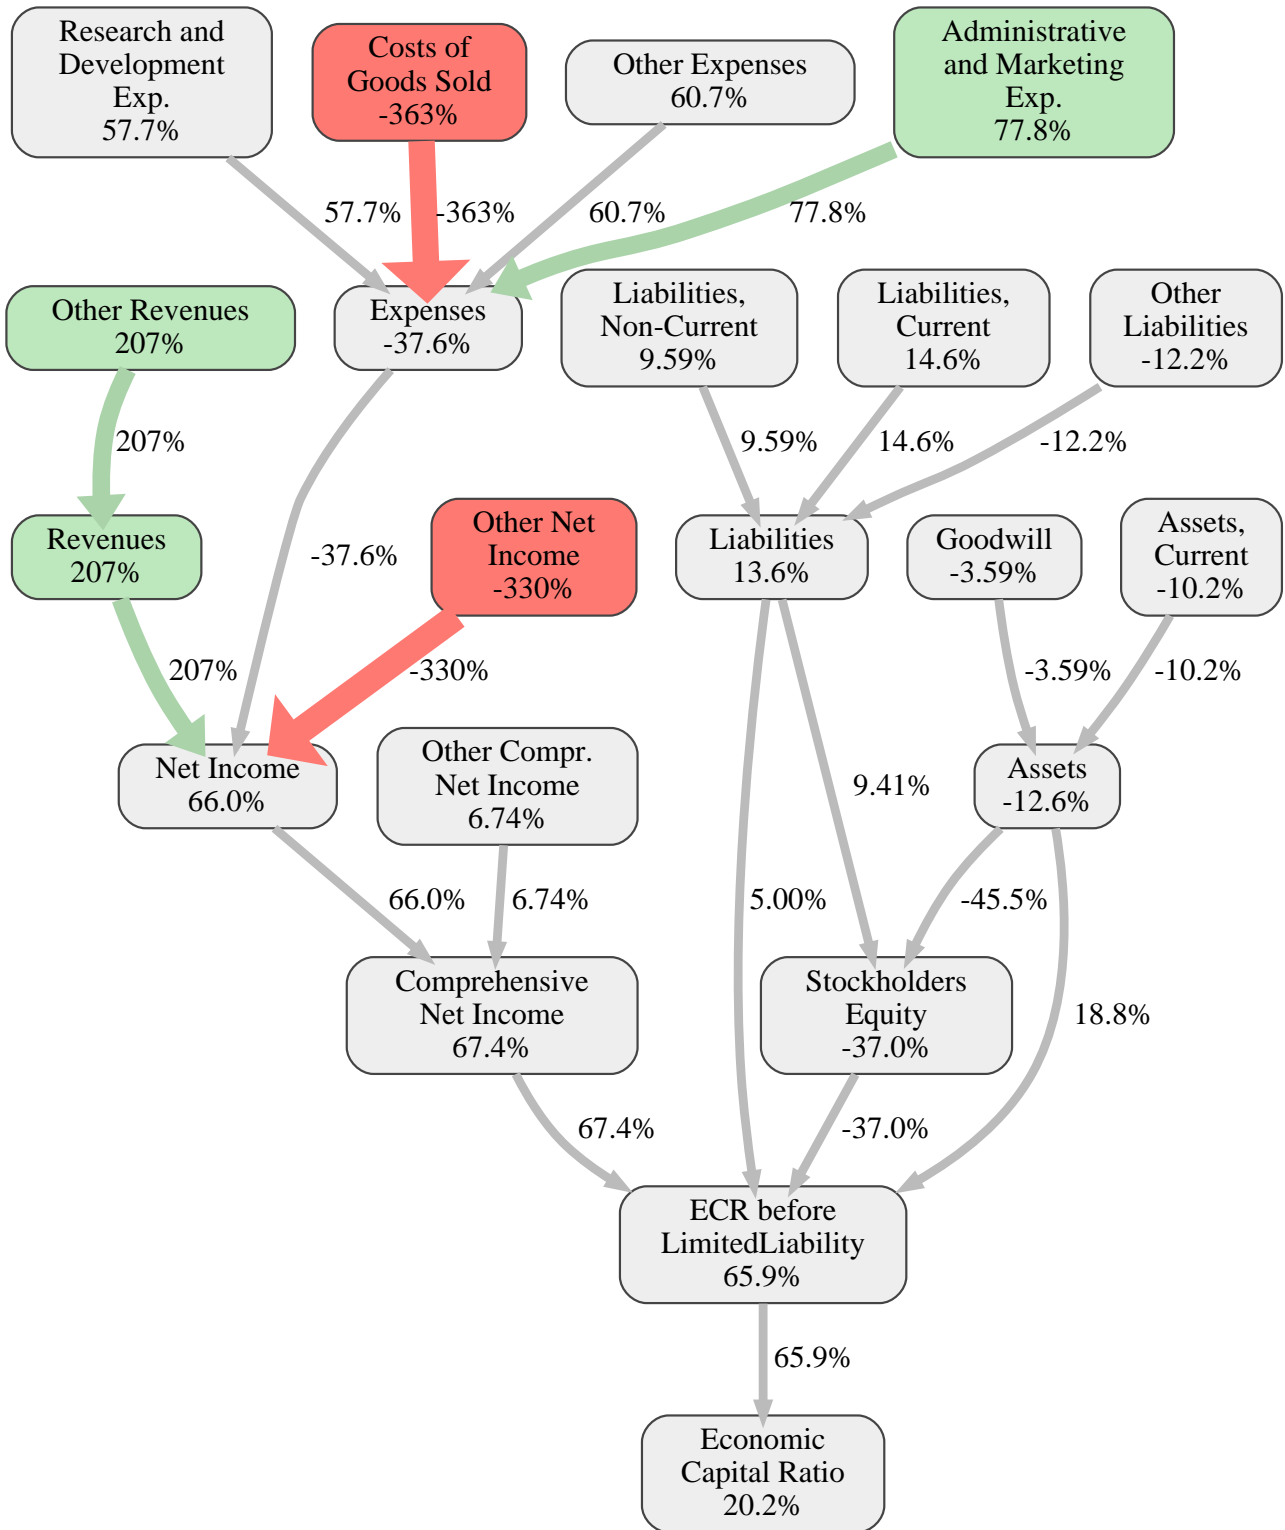 Research and
Development
Exp.
57.7%
Costs of
Goods Sold
-363%
Other Expenses
60.7%
Administrative
and Marketing
Exp.
77.8%
57.7%
-363%
60.7%
77.8%
Other Revenues
207%
Expenses
-37.6%
Liabilities,
Non-Current
9.59%
Liabilities,
Current
14.6%
Other
Liabilities
-12.2%
207%
9.59%
14.6%
-12.2%
Revenues
207%
-37.6%
Other Net
Income
-330%
Liabilities
13.6%
Goodwill
-3.59%
Assets,
Current
-10.2%
207%
-330%
-3.59%
-10.2%
Net Income
66.0%
Other Compr.
Net Income
6.74%
9.41%
Assets
-12.6%
66.0%
6.74%
5.00%
-45.5%
Comprehensive
Net Income
67.4%
Stockholders
Equity
-37.0%
18.8%
67.4%
-37.0%
ECR before
LimitedLiability
65.9%
65.9%
Economic
Capital Ratio
20.2%